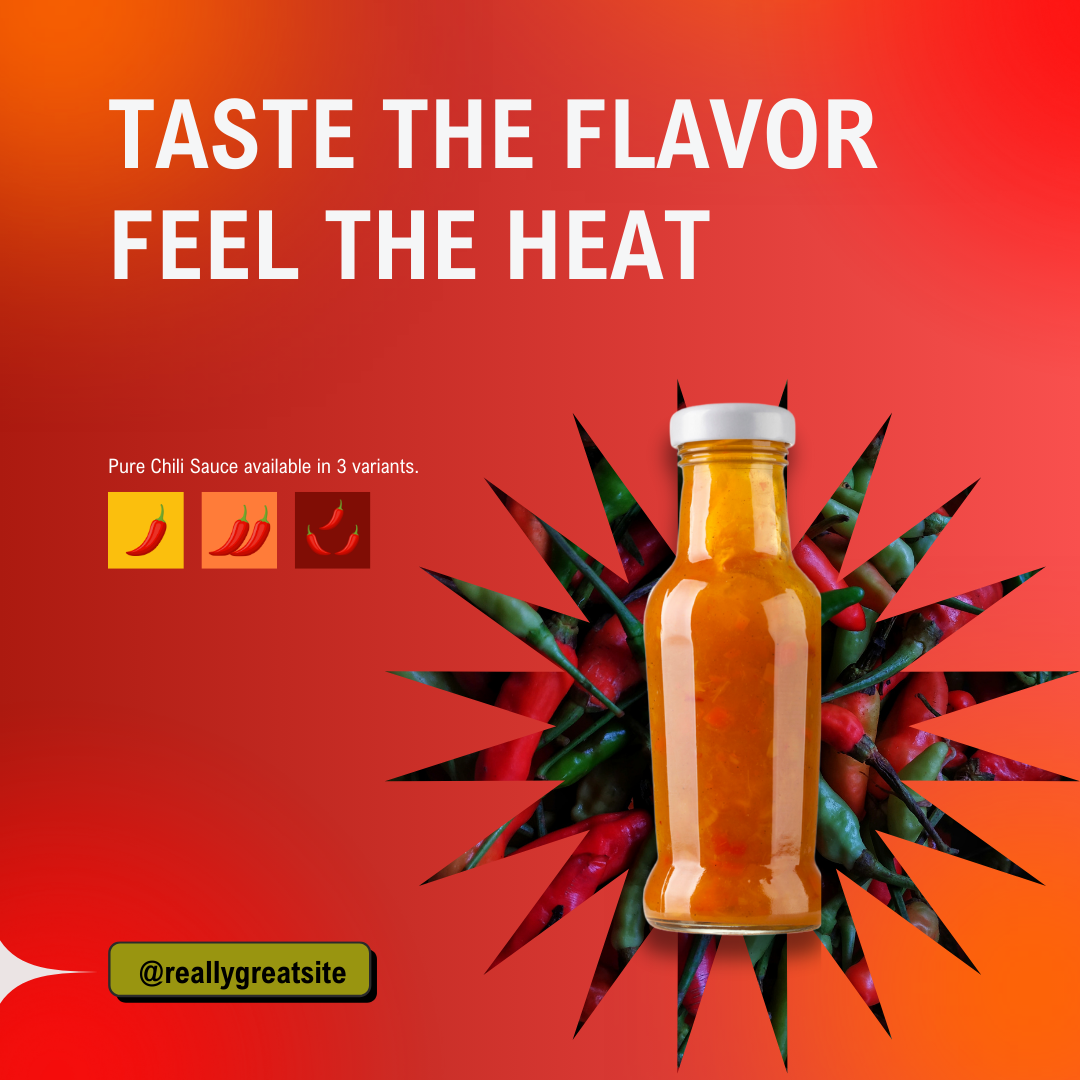 TASTE THE FLAVOR
FEEL THE HEAT
Pure Chili Sauce available in 3 variants.
@reallygreatsite